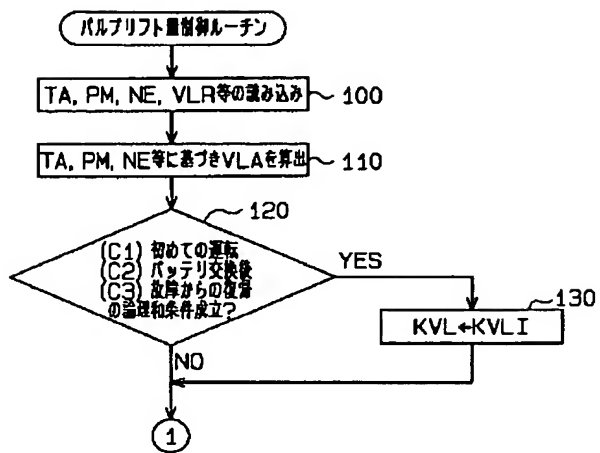 バルブリフト量制御ルーチン
TA, PM, NE, VLR等の読み込み
100
TA, PM, NE等に基づきVLAを算出
110
120
(C1) 初めての運転
(C2) バッテリ交換後
(C3) 故障からの復帰
の論理和条件成立?
YES
130
KVL←KVLI
NO
1